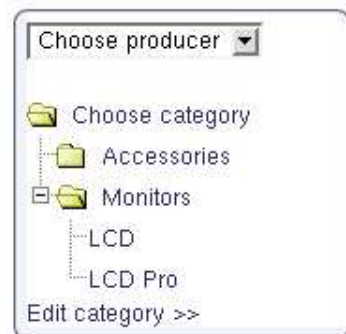 Choose producer
Choose category
Accessories
Monitors
LCD
LCD Pro
Edit category >>